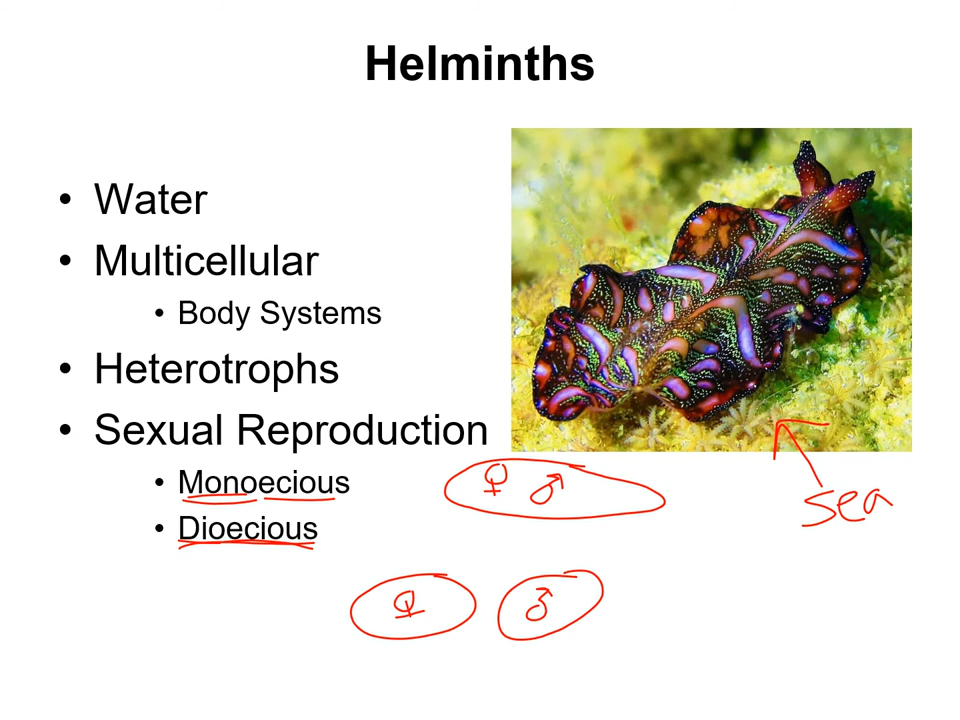 Helminths
• Water
• Multicellular
• Body Systems
• Heterotrophs
• Sexual Reproduction
• Monoecious ♀ ♂
• Dioecious
sea
♀ ♂